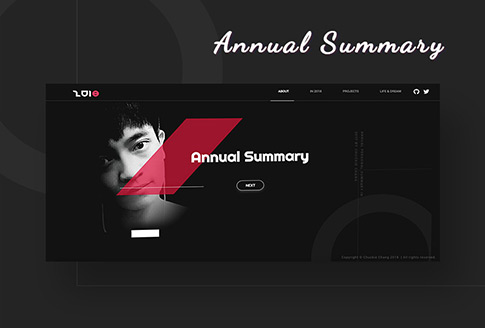 Annual Summary
2018
ABOUT
IN 2018
PROJECTS
LIFE & DREAM
Annual Summary
NEXT